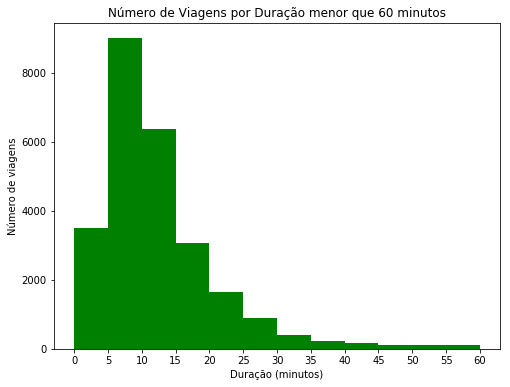 Número de Viagens por Duração menor que 60 minutos
Número de viagens
8000
6000
4000
2000
0
0 5 10 15 20 25 30 35 40 45 50 55 60
Duração (minutos)